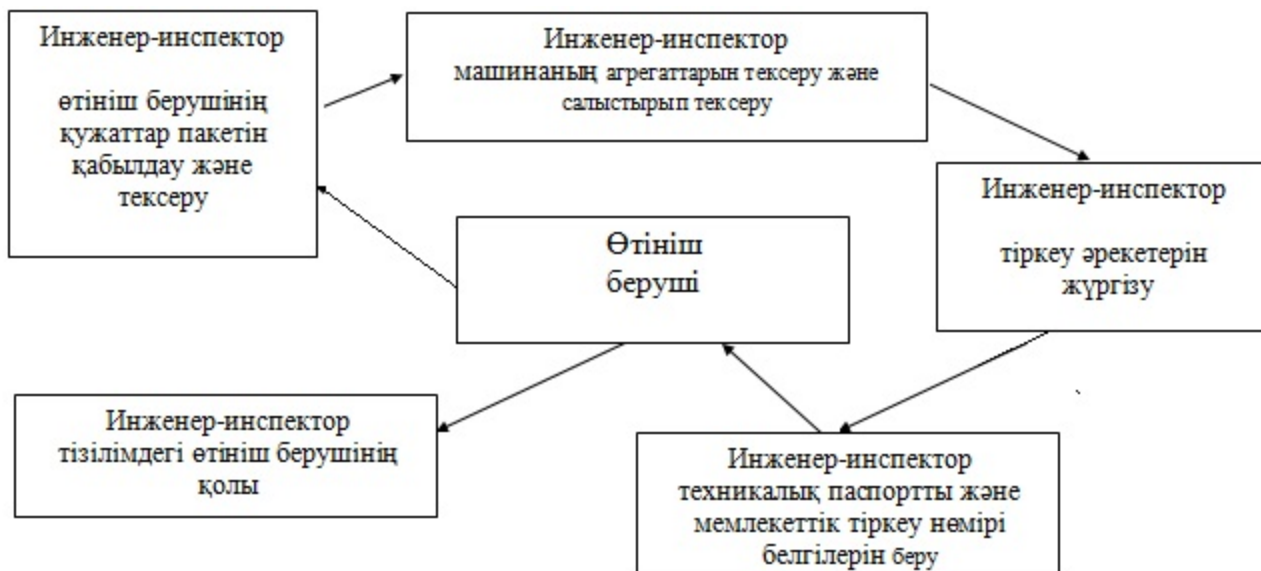 Инженер-инспектор
өтініш берушінің
құжаттар пакетін
қабылдау және
тексеру
Инженер-инспектор
машинаның агрегаттарын тексеру және
салыстырып тексеру
Инженер-инспектор
тіркеу әрекетерін
жүргізу
Өтініш
беруші
Инженер-инспектор
тізілімдегі өтініш берушінің
қолы
Инженер-инспектор
техникалық паспортты және
мемлекеттік тіркеу нөмірі
белгілерін беру